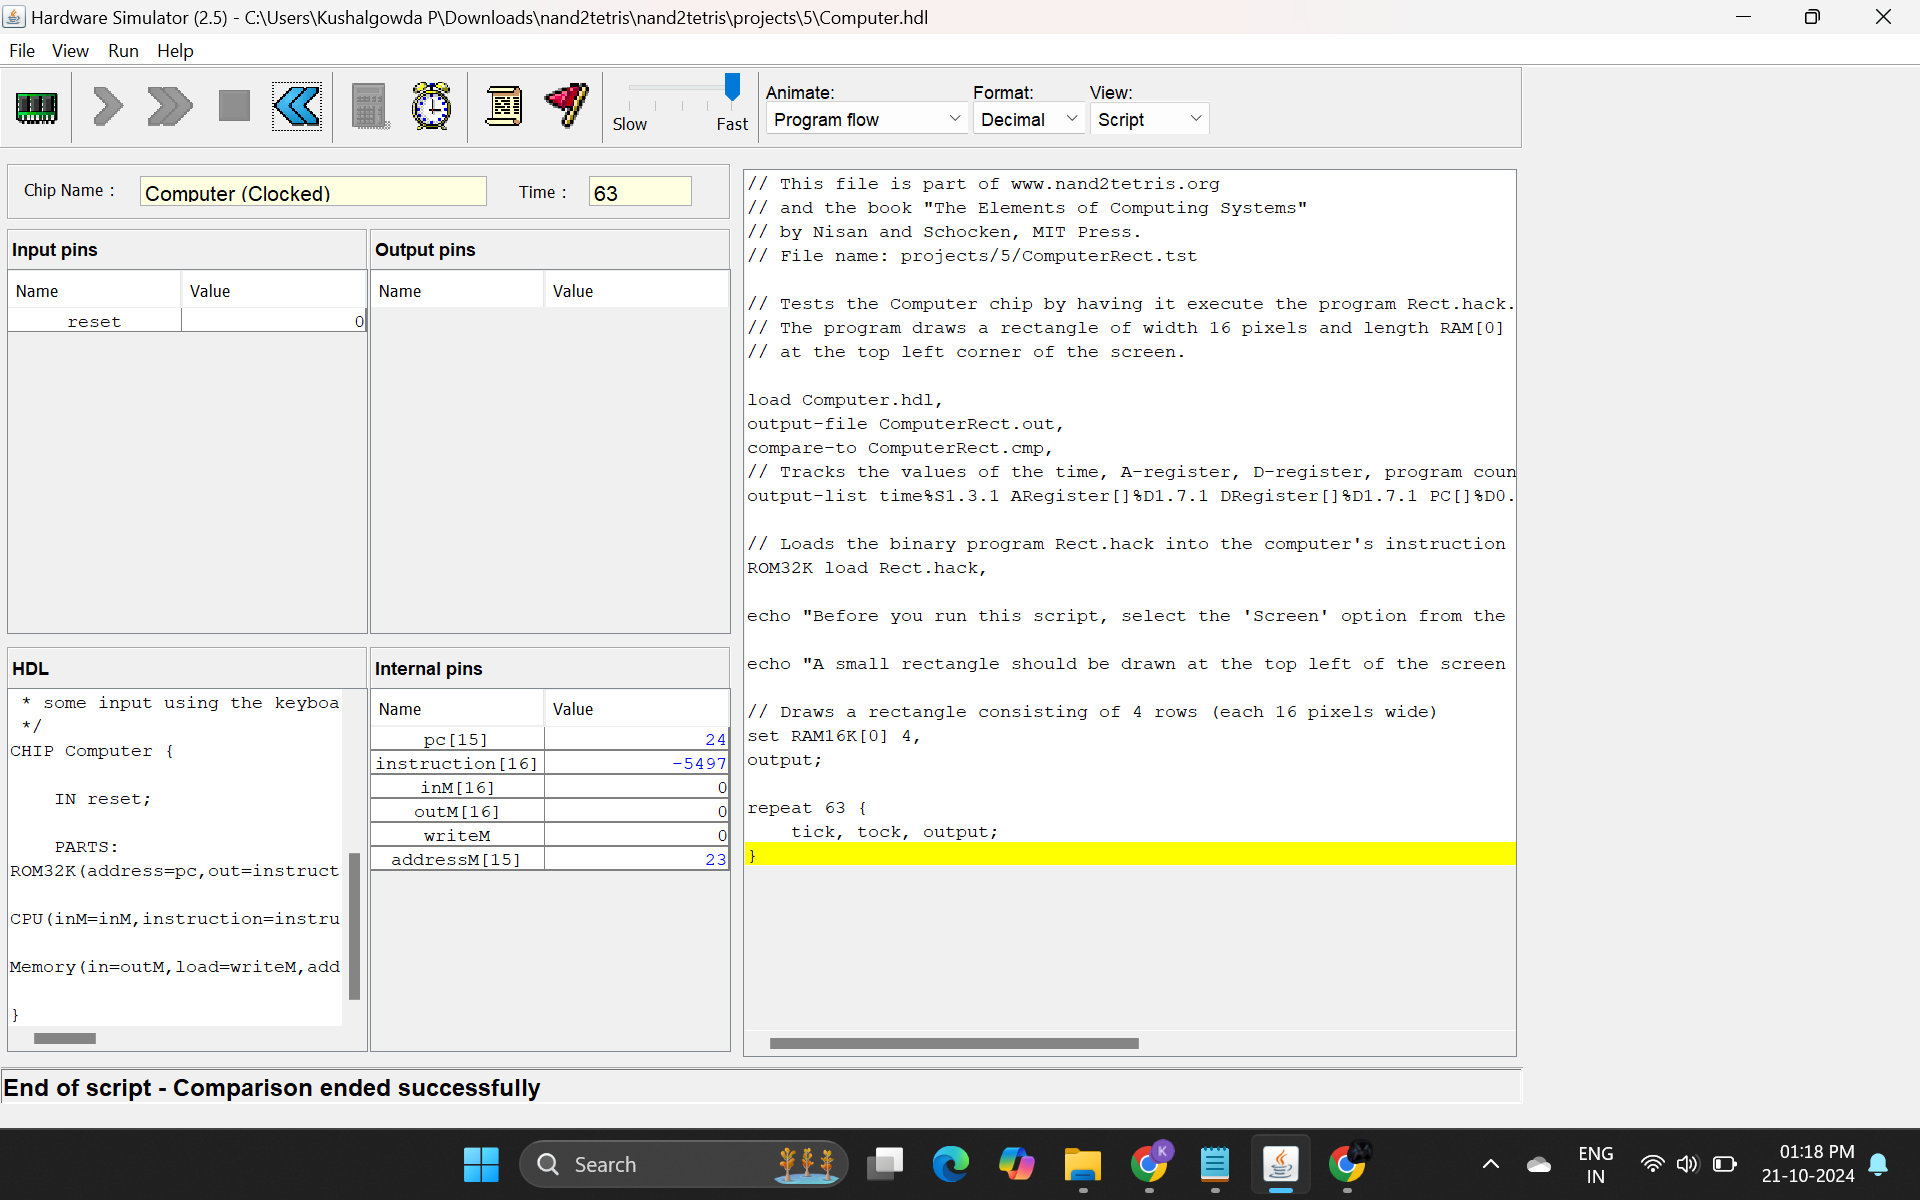 Hardware Simulator (2.5) - C:\Users\Kushalgowda P\Downloads\nand2tetris\nand2tetris\projects\5\Computer.hdl
File View Run Help
Slow Fast
Animate: Format: View:
Program flow Decimal Script
Chip Name : Computer (Clocked) Time : 63
Input pins
Name Value
reset 0
Output pins
Name Value
HDL
* some input using the keyboa
*/
CHIP Computer {
IN reset;
PARTS:
ROM32K(address=pc,out=instruct
CPU(inM=inM,instruction=instru
Memory(in=outM,load=writeM,add
}
Internal pins
Name Value
pc[15] 24
instruction[16] -5497
inM[16] 0
outM[16] 0
writeM 0
addressM[15] 23
// This file is part of www.nand2tetris.org
// and the book "The Elements of Computing Systems"
// by Nisan and Schocken, MIT Press.
// File name: projects/5/ComputerRect.tst
// Tests the Computer chip by having it execute the program Rect.hack.
// The program draws a rectangle of width 16 pixels and length RAM[0]
// at the top left corner of the screen.
load Computer.hdl,
output-file ComputerRect.out,
compare-to ComputerRect.cmp,
// Tracks the values of the time, A-register, D-register, program coun
output-list time%S1.3.1 ARegister[]%D1.7.1 DRegister[]%D1.7.1 PC[]%D0.
// Loads the binary program Rect.hack into the computer's instruction
ROM32K load Rect.hack,
echo "Before you run this script, select the 'Screen' option from the
echo "A small rectangle should be drawn at the top left of the screen
// Draws a rectangle consisting of 4 rows (each 16 pixels wide)
set RAM16K[0] 4,
output;
repeat 63 {
tick, tock, output;
}
End of script - Comparison ended successfully
Search
K
ENG
IN
01:18 PM
21-10-2024